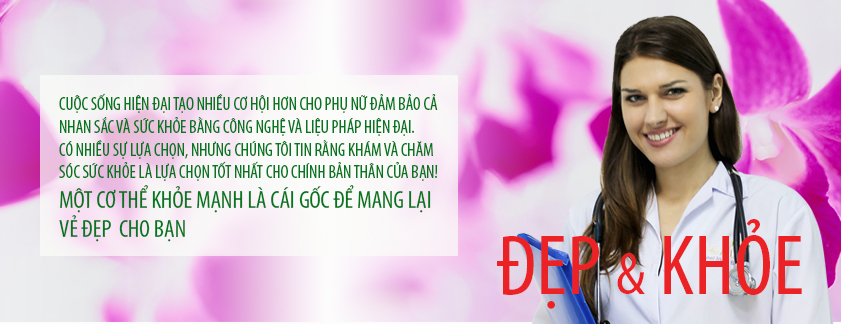 CUỘC SỐNG HIỆN ĐẠI TẠO NHIỀU CƠ HỘI HƠN CHO PHỤ NỮ ĐẢM BẢO CẢ
NHAN SẮC VÀ SỨC KHỎE BẰNG CÔNG NGHỆ VÀ LIỆU PHÁP HIỆN ĐẠI.
CÓ NHIỀU SỰ LỰA CHỌN, NHƯNG CHÚNG TÔI TIN RẰNG KHÁM VÀ CHĂM
SÓC SỨC KHỎE LÀ LỰA CHỌN TỐT NHẤT CHO CHÍNH BẢN THÂN CỦA BẠN!
MỘT CƠ THỂ KHỎE MẠNH LÀ CÁI GỐC ĐỂ MANG LẠI
VẺ ĐẸP CHO BẠN
ĐẸP & KHỎE